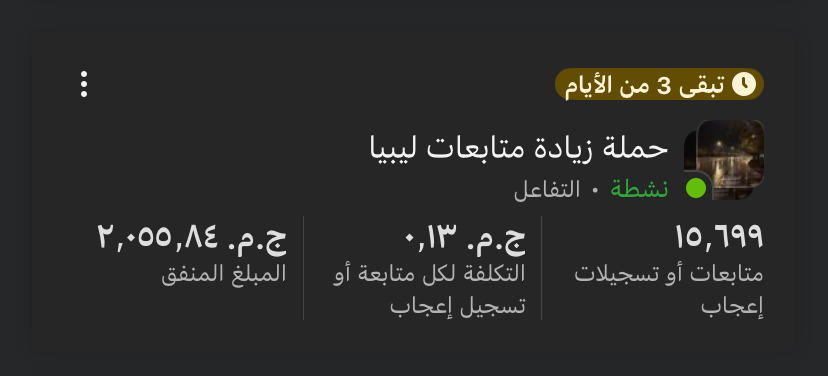 تبقى 3 من الأيام
حملة زيادة متابعات ليبيا
نشطة • التفاعل
١٥,٦٩٩
متابعات أو تسجيلات
إعجاب
ج.م. ٠,١٣
التكلفة لكل متابعة أو
تسجيل إعجاب
ج.م. ٢,٠٥٥,٨٤
المبلغ المنفق